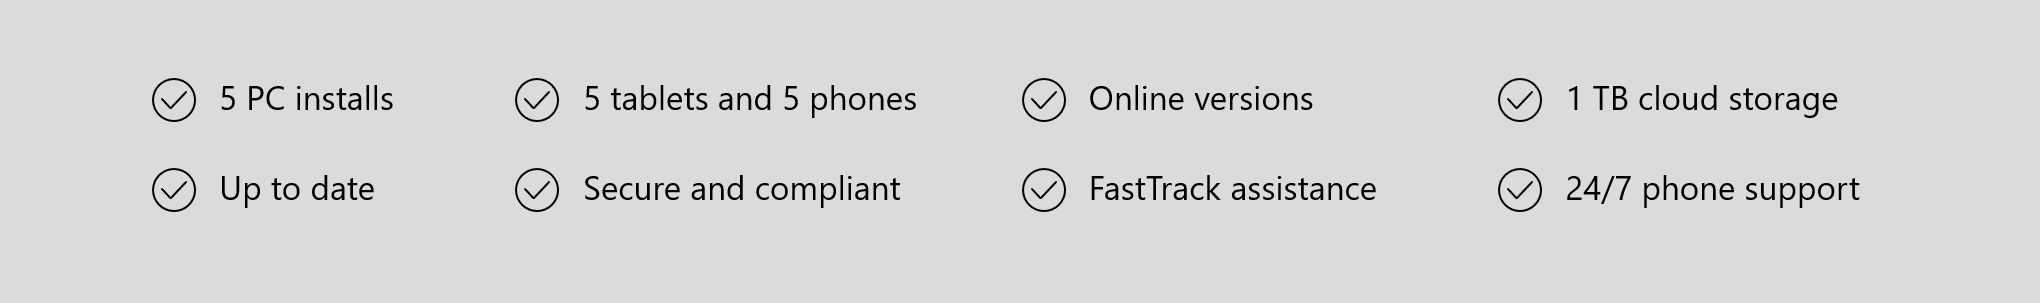 5 PC installs
5 tablets and 5 phones
Online versions
1 TB cloud storage
Up to date
Secure and compliant
FastTrack assistance
24/7 phone support